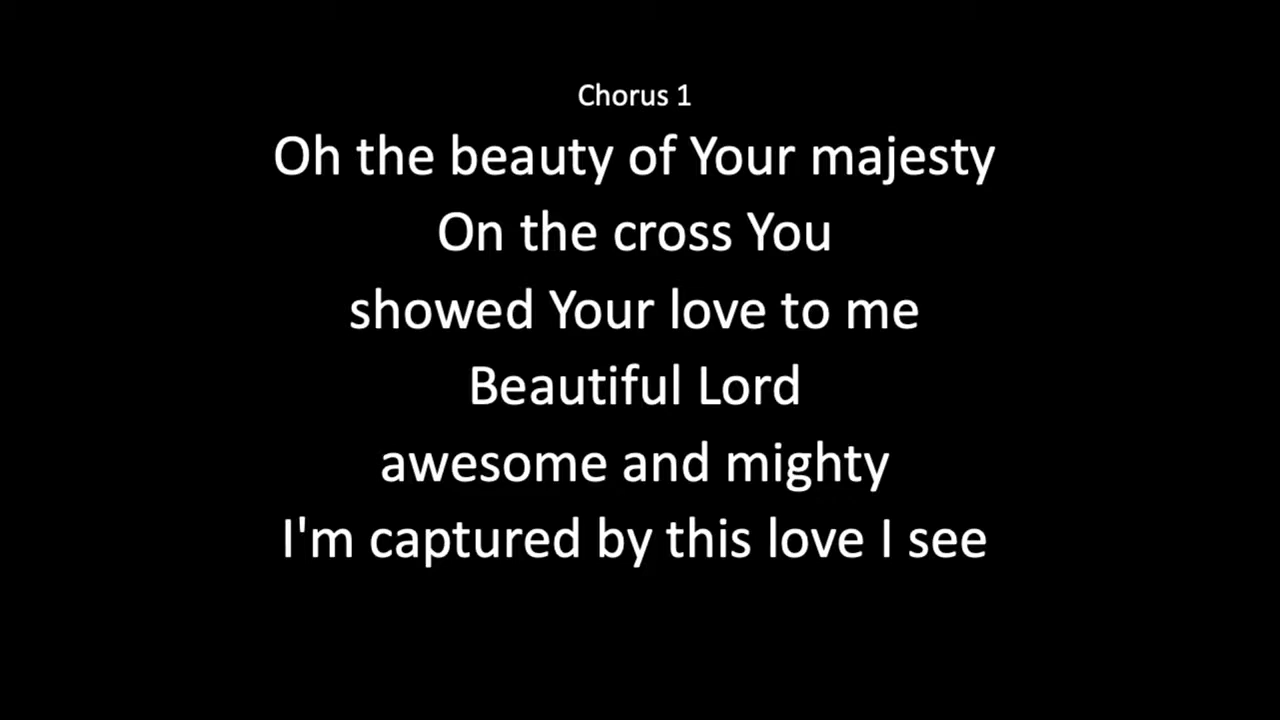 Chorus 1
Oh the beauty of Your majesty
On the cross You
showed Your love to me
Beautiful Lord
awesome and mighty
I'm captured by this love I see